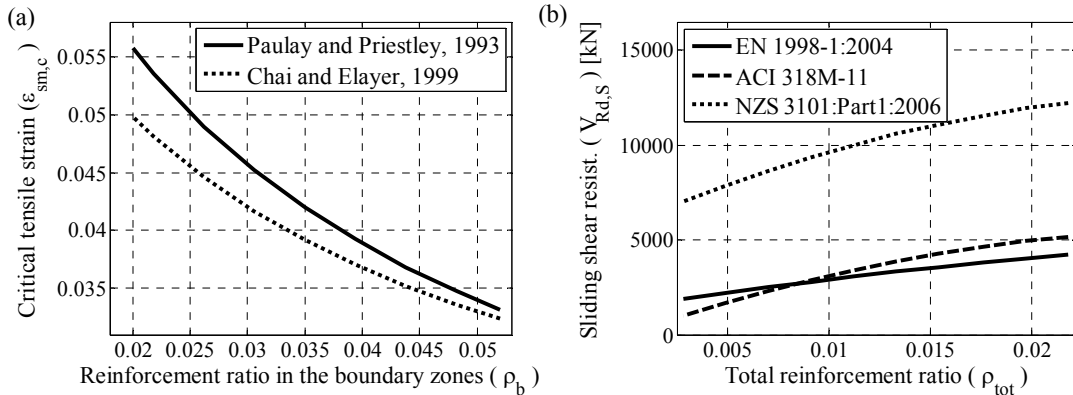 (a)
Critical tensile strain (ε_sm,c)
0.055
0.05
0.045
0.04
0.035
Paulay and Priestley, 1993
Chai and Elayer, 1999
0.02 0.025 0.03 0.035 0.04 0.045 0.05
Reinforcement ratio in the boundary zones ( ρ_b )
(b)
Sliding shear resist. ( V_Rd,S ) [kN]
15000
10000
5000
0
EN 1998-1:2004
ACI 318M-11
NZS 3101:Part1:2006
0.005 0.01 0.015 0.02
Total reinforcement ratio ( ρ_tot )